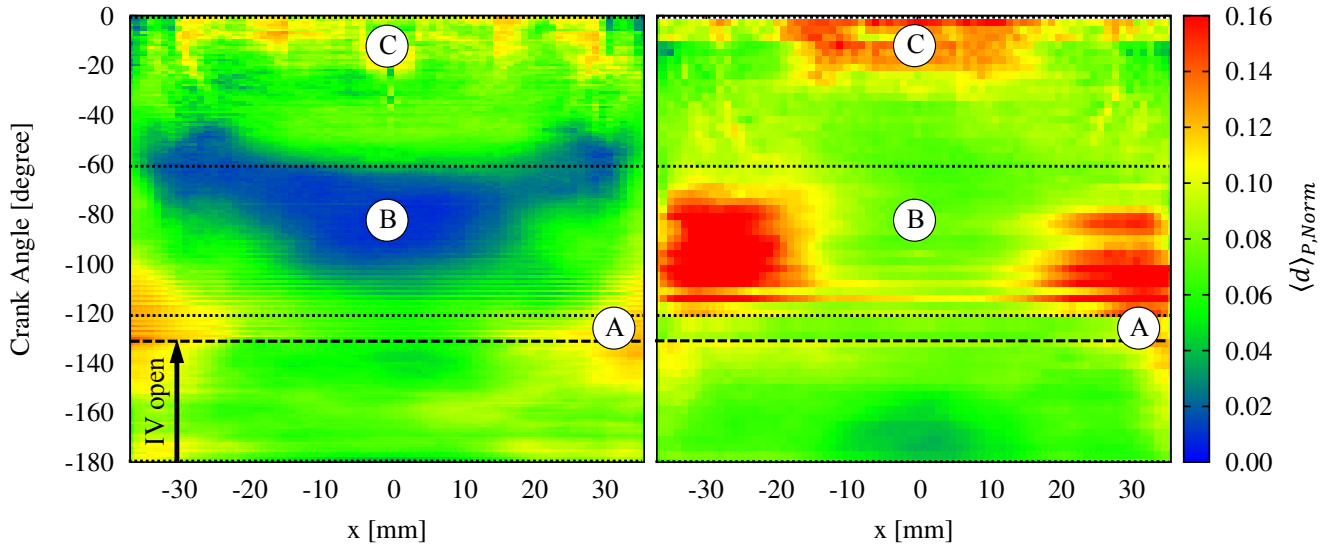 0
-20
-40
-60
-80
-100
-120
-140
-160
-180
Crank Angle [degree]
C
B
A
IV open
-30 -20 -10 0 10 20 30
x [mm]
C
B
A
-30 -20 -10 0 10 20 30
x [mm]
0.16
0.14
0.12
0.10
0.08
0.06
0.04
0.02
0.00
⟨d⟩P,Norm